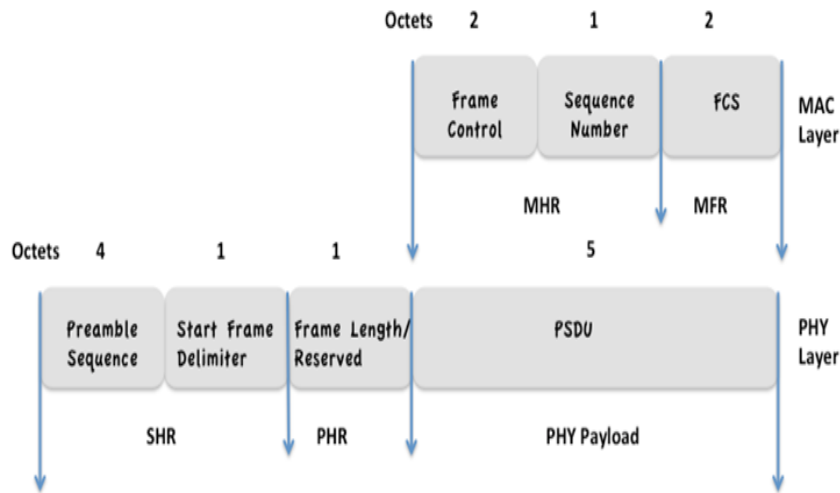 Octets 2 1 2
Frame Control Sequence Number FCS MAC Layer
MHR MFR
Octets 4 1 1 5
Preamble Sequence Start Frame Delimiter Frame Length/ Reserved PSDU PHY Layer
SHR PHR PHY Payload